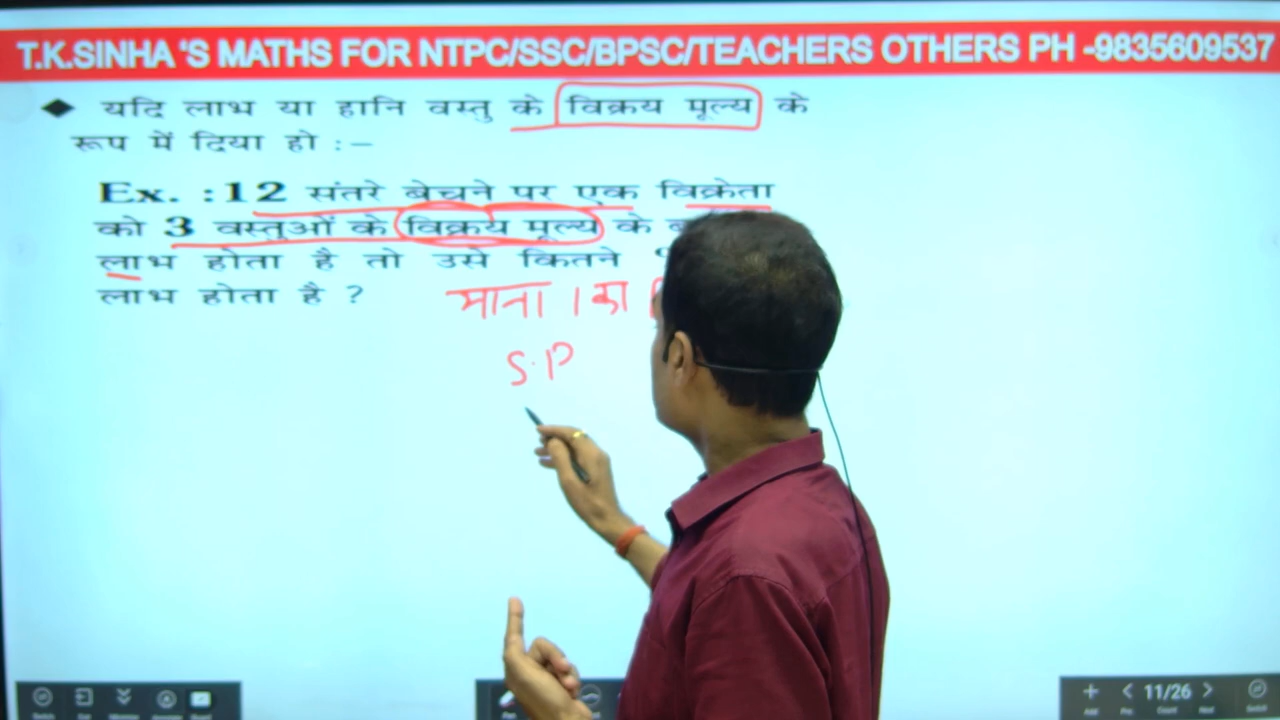 T.K.SINHA 'S MATHS FOR NTPC/SSC/BPSC/TEACHERS OTHERS PH -9835609537
◆ यदि लाभ या हानि वस्तु के विक्रय मूल्य के
रूप में दिया हो :–
Ex. :12 संतरे बेचने पर एक विक्रेता
को 3 वस्तुओं के विक्रय मूल्य के
लाभ होता है तो उसे कितने
लाभ होता है ?
माना 1 का
S.P
11/26